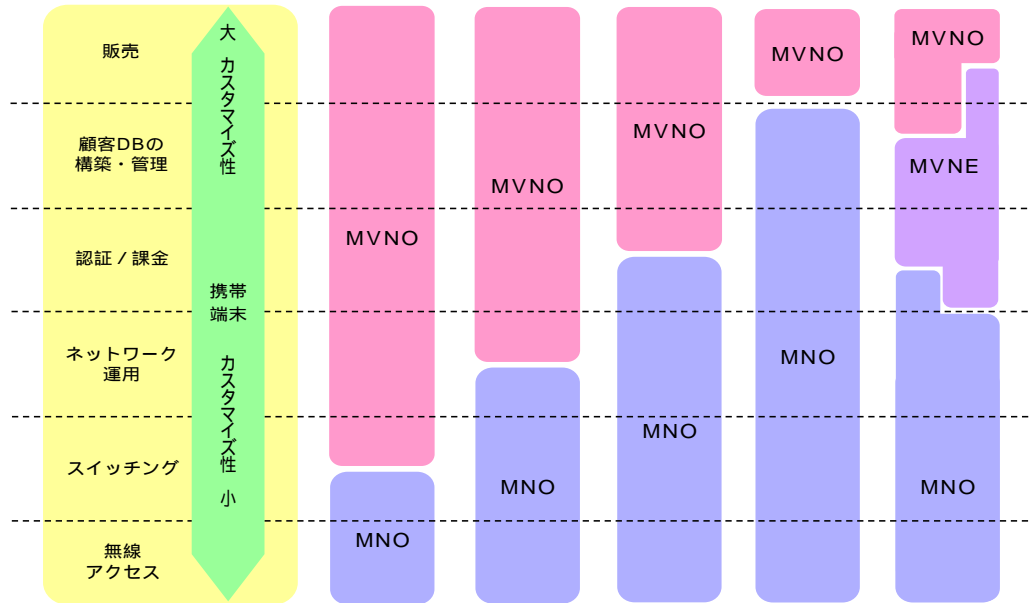 販売
顧客DBの
構築・管理
認証 / 課金
ネットワーク
運用
スイッチング
無線
アクセス
大 カスタマイズ性
携帯
端末
カスタマイズ性 小
MVNO
MNO
MVNO
MNO
MVNO
MNO
MVNO
MNO
MVNO
MVNE
MNO